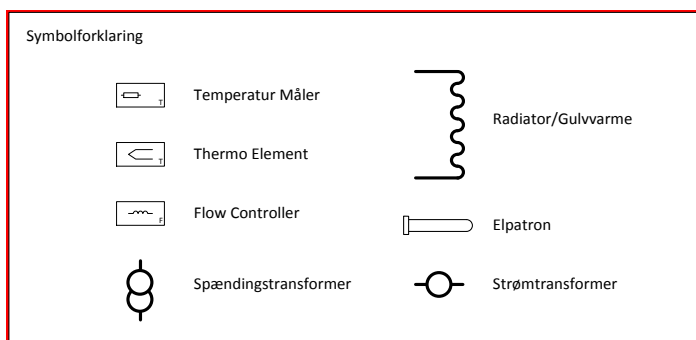 Symbolforklaring
T
Temperatur Måler
T
Thermo Element
F
Flow Controller
Spændingstransformer
Radiator/Gulvvarme
Elpatron
Strømtransformer